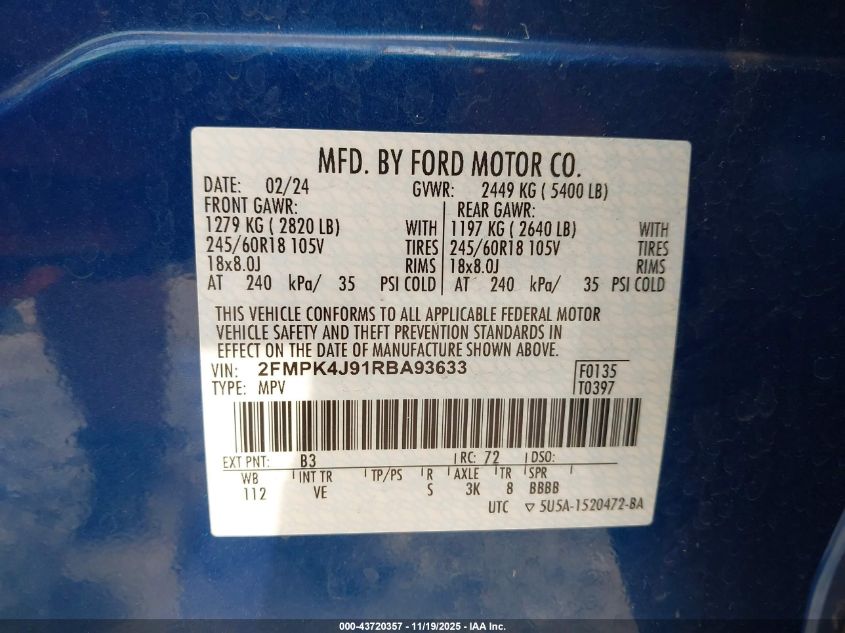 MFD. BY FORD MOTOR CO.
DATE: 02/24 GVWR: 2449 KG ( 5400 LB)
FRONT GAWR: REAR GAWR:
1279 KG ( 2820 LB) WITH 1197 KG ( 2640 LB) WITH
245/60R18 105V TIRES 245/60R18 105V TIRES
18x8.0J RIMS 18x8.0J RIMS
AT 240 kPa/ 35 PSI COLD AT 240 kPa/ 35 PSI COLD
THIS VEHICLE CONFORMS TO ALL APPLICABLE FEDERAL MOTOR
VEHICLE SAFETY AND THEFT PREVENTION STANDARDS IN
EFFECT ON THE DATE OF MANUFACTURE SHOWN ABOVE.
VIN: 2FMPK4J91RBA93633 F0135
TYPE: MPV T0397
EXT PNT: B3 RC: 72 DSO:
WB INT TR TP/PS R AXLE TR SPR
112 VE S 3K 8 BBBB
UTC ▽ 5U5A-1520472-BA
000-43720357 - 11/19/2025 - IAA Inc.